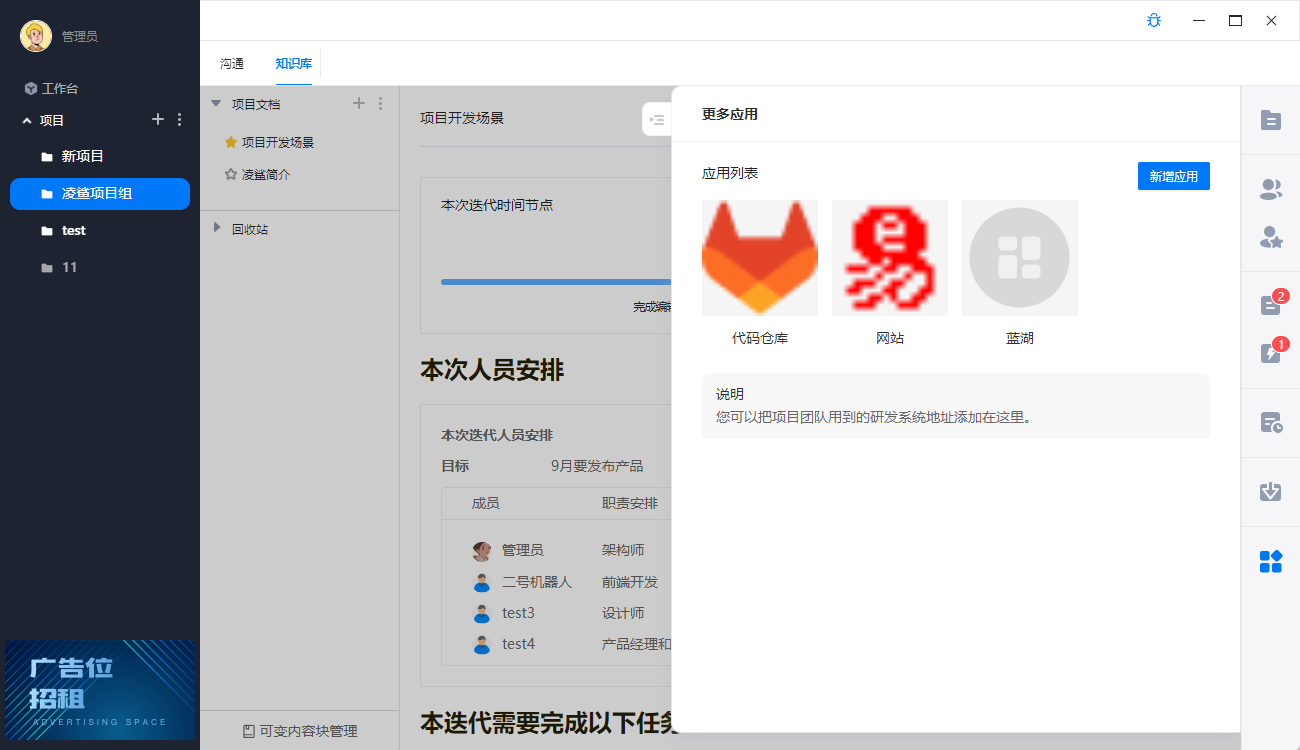 管理员
工作台
项目
新项目
凌鲨项目组
test
11
广告位
招租
ADVERTISING SPACE
沟通
知识库
项目文档
项目开发场景
凌鲨简介
回收站
可变内容块管理
项目开发场景
本次迭代时间节点
完成编
本次人员安排
本次迭代人员安排
目标 9月要发布产品
成员 职责安排
管理员 架构师
二号机器人 前端开发
test3 设计师
test4 产品经理和
本迭代需要完成以下任务
更多应用
应用列表
新增应用
代码仓库
网站
蓝湖
说明
您可以把项目团队用到的研发系统地址添加在这里。
2
1